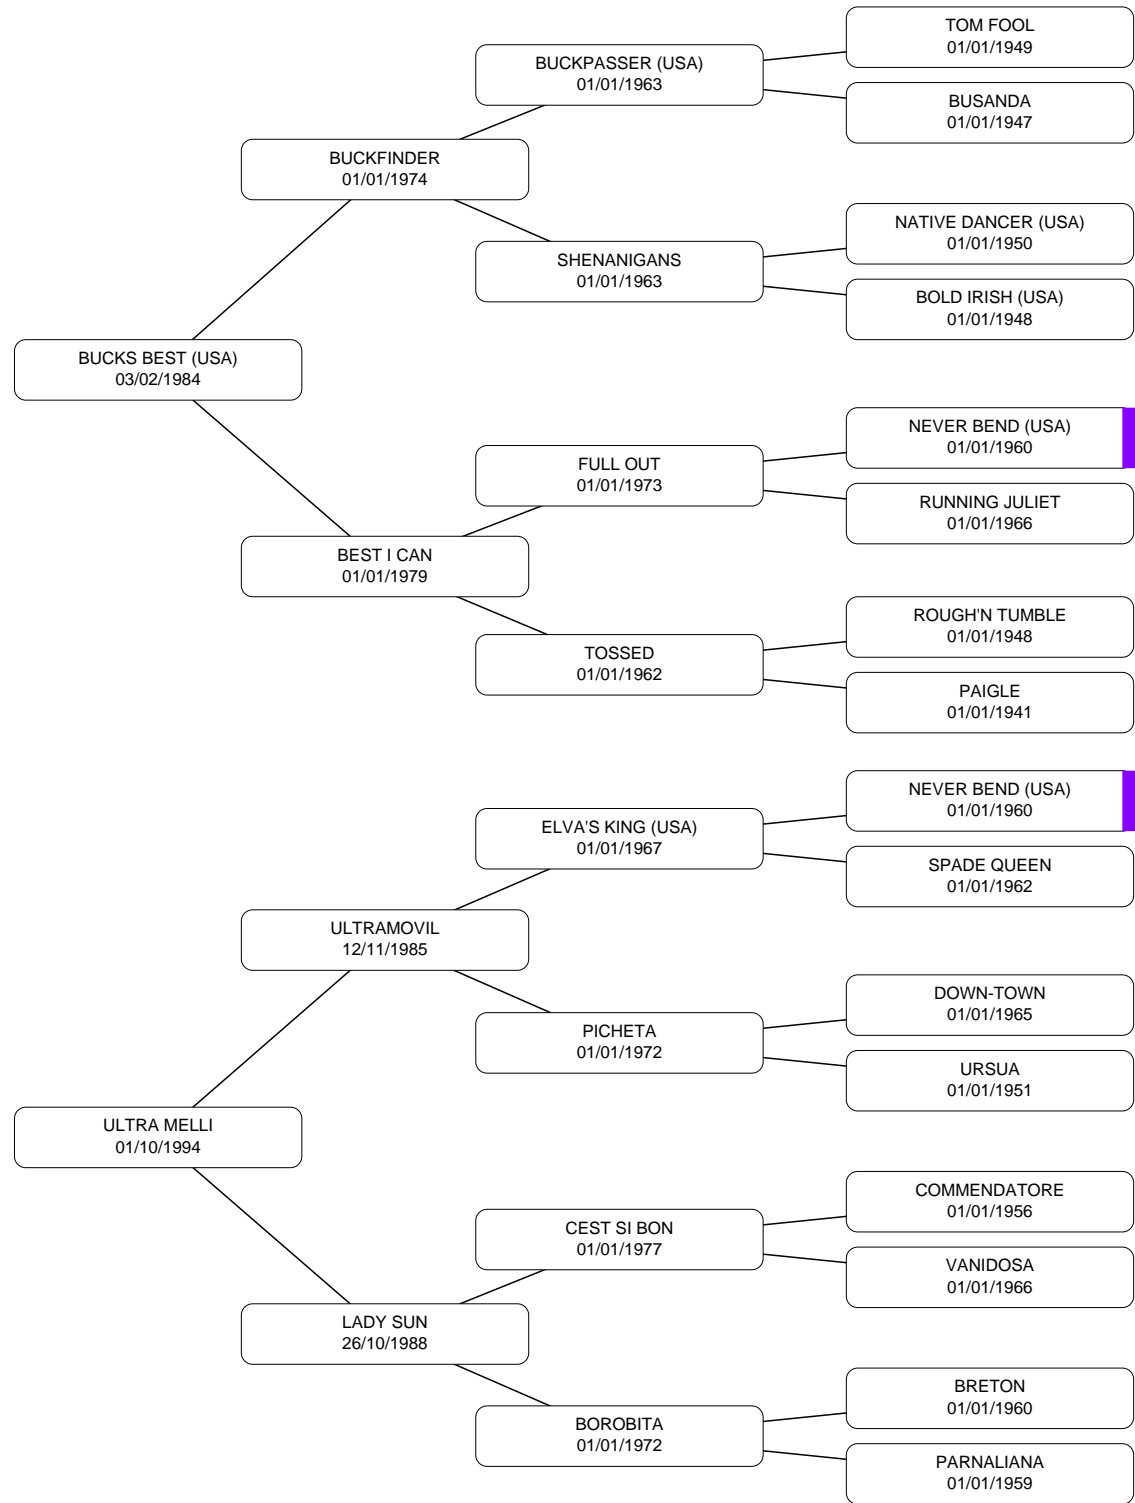 TOM FOOL
01/01/1949
BUCKPASSER (USA)
01/01/1963
BUSANDA
01/01/1947
BUCKFINDER
01/01/1974
NATIVE DANCER (USA)
01/01/1950
SHENANIGANS
01/01/1963
BOLD IRISH (USA)
01/01/1948
BUCKS BEST (USA)
03/02/1984
NEVER BEND (USA)
01/01/1960
FULL OUT
01/01/1973
RUNNING JULIET
01/01/1966
BEST I CAN
01/01/1979
ROUGH'N TUMBLE
01/01/1948
TOSSED
01/01/1962
PAIGLE
01/01/1941
NEVER BEND (USA)
01/01/1960
ELVA'S KING (USA)
01/01/1967
SPADE QUEEN
01/01/1962
ULTRAMOVIL
12/11/1985
DOWN-TOWN
01/01/1965
PICHETA
01/01/1972
URSUA
01/01/1951
ULTRA MELLI
01/10/1994
COMMENDATORE
01/01/1956
CEST SI BON
01/01/1977
VANIDOSA
01/01/1966
LADY SUN
26/10/1988
BRETON
01/01/1960
BOROBITA
01/01/1972
PARNALIANA
01/01/1959